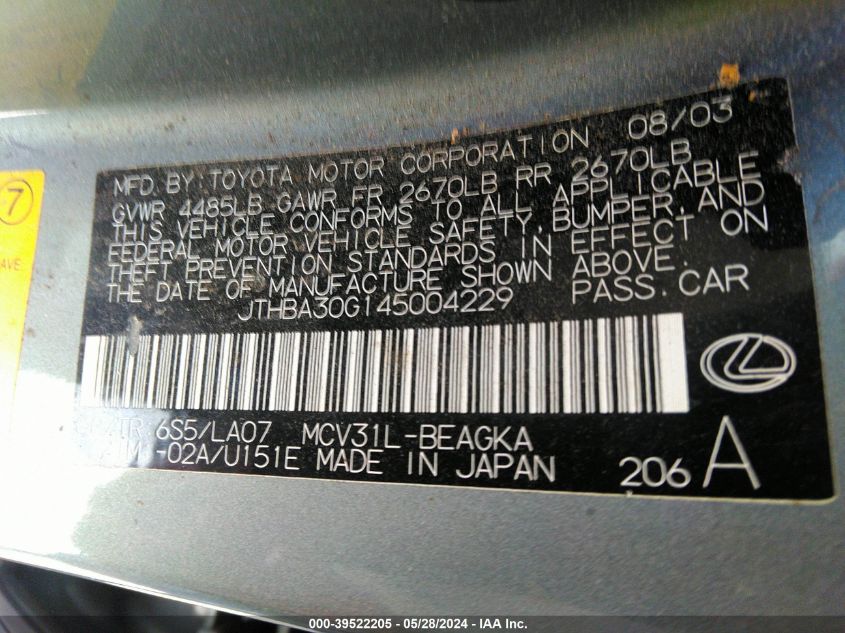 7
AVE
MFD. BY: TOYOTA MOTOR CORPORATION 08/03
GVWR 4485LB GAWR FR 2670LB RR 2670LB
THIS VEHICLE CONFORMS TO ALL APPLICABLE
FEDERAL MOTOR VEHICLE SAFETY, BUMPER, AND
THEFT PREVENTION STANDARDS IN EFFECT ON
THE DATE OF MANUFACTURE SHOWN ABOVE.
JTHBA30G145004229 PASS. CAR
C/TR: 6S5/LA07 MCV31L-BEAGKA
-02A/U151E MADE IN JAPAN
206 A
000-39522205 - 05/28/2024 - IAA Inc.